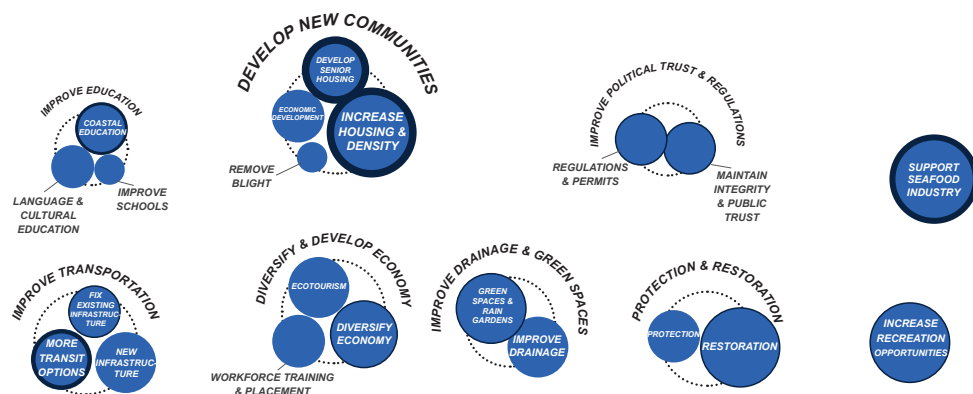 IMPROVE EDUCATION
COASTAL
EDUCATION
LANGUAGE &
CULTURAL
EDUCATION
IMPROVE
SCHOOLS
DEVELOP NEW COMMUNITIES
DEVELOP
SENIOR
HOUSING
ECONOMIC
DEVELOPMENT
INCREASE
HOUSING &
DENSITY
REMOVE
BLIGHT
IMPROVE POLITICAL TRUST & REGULATIONS
REGULATIONS
& PERMITS
MAINTAIN
INTEGRITY
& PUBLIC
TRUST
SUPPORT
SEAFOOD
INDUSTRY
IMPROVE TRANSPORTATION
FIX
EXISTING
INFRASTRUC-
TURE
MORE
TRANSIT
OPTIONS
NEW
INFRASTRUC-
TURE
DIVERSIFY & DEVELOP ECONOMY
ECOTOURISM
DIVERSIFY
ECONOMY
WORKFORCE TRAINING
& PLACEMENT
IMPROVE DRAINAGE & GREEN SPACES
GREEN
SPACES &
RAIN
GARDENS
IMPROVE
DRAINAGE
PROTECTION & RESTORATION
PROTECTION
RESTORATION
INCREASE
RECREATION
OPPORTUNITIES